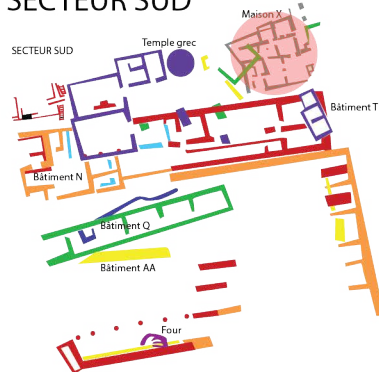 SECTEUR SUD
Maison X
Temple grec
SECTEUR SUD
Bâtiment T
Bâtiment N
Bâtiment Q
Bâtiment AA
Four